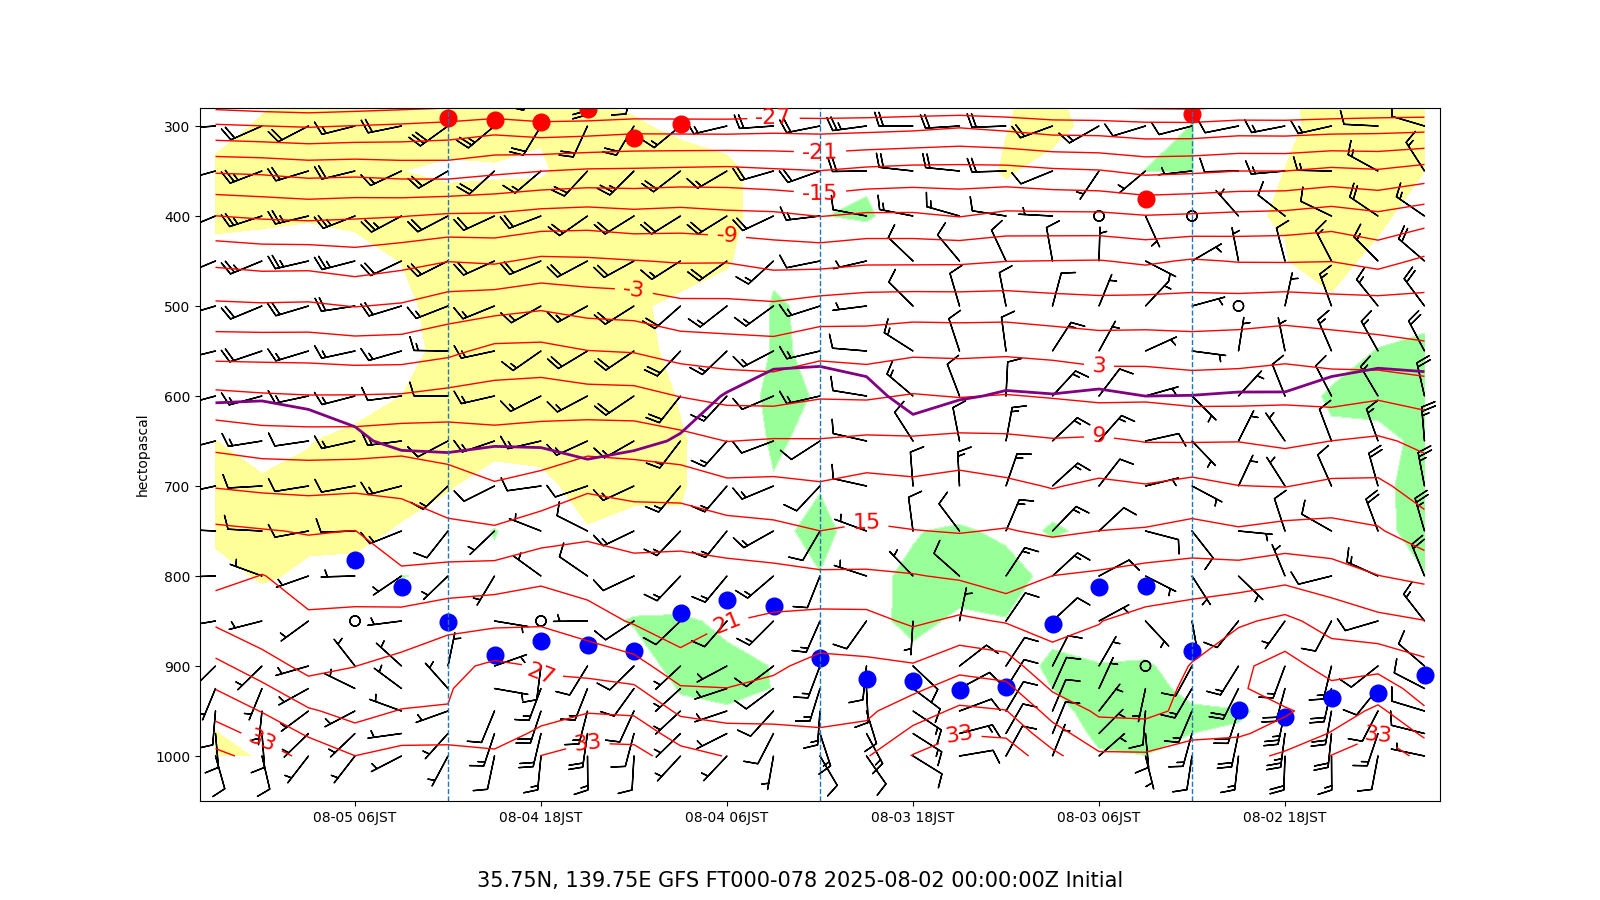 -27
300
-21
-15
400
-9
-3
500
3
600
9
700
15
800
21
900
27
33
33
33
33
1000
hectopascal
08-05 06JST
08-04 18JST
08-04 06JST
08-03 18JST
08-03 06JST
08-02 18JST
35.75N, 139.75E GFS FT000-078 2025-08-02 00:00:00Z Initial